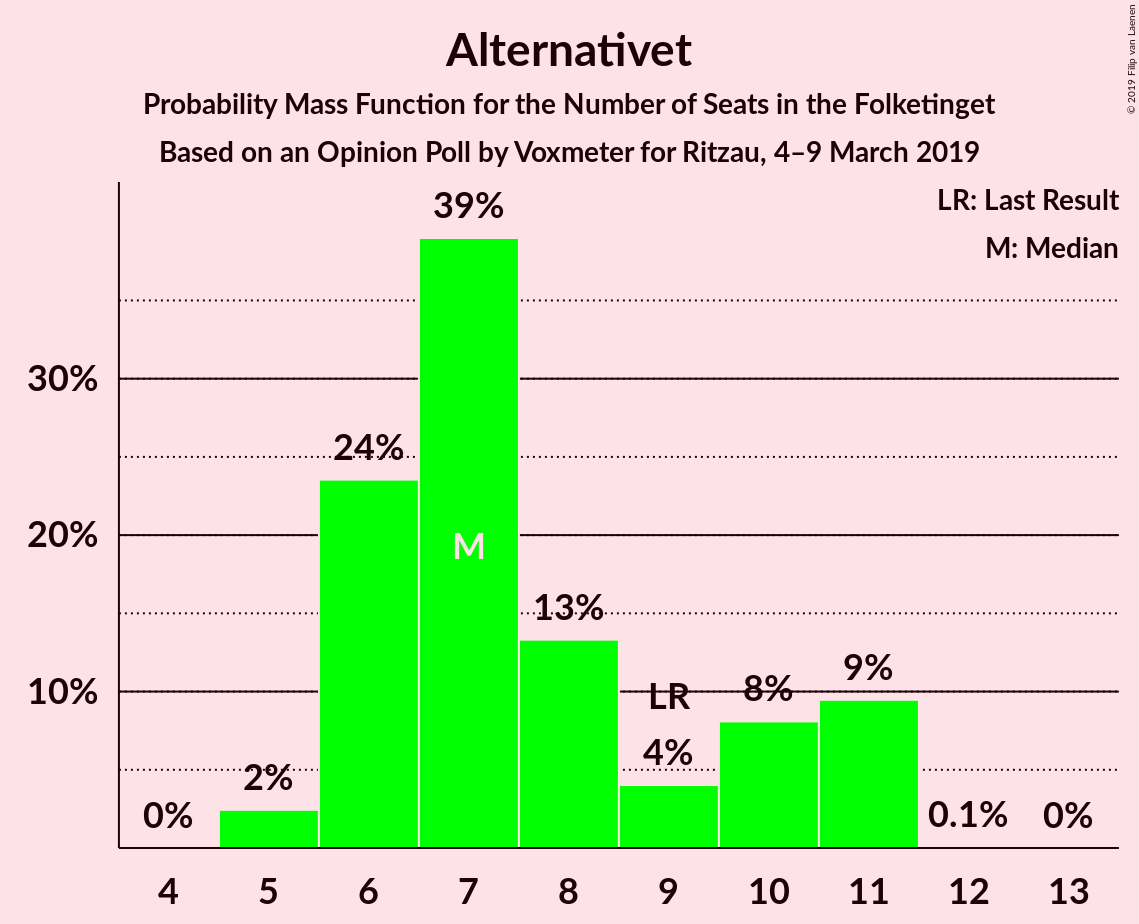 Alternativet
Probability Mass Function for the Number of Seats in the Folketinget
Based on an Opinion Poll by Voxmeter for Ritzau, 4–9 March 2019
© 2019 Filip van Laenen
LR: Last Result
M: Median
39%
30%
24%
20%
M
13%
9%
8%
10%
LR
4%
2%
0%
0.1%
0%
4 5 6 7 8 9 10 11 12 13